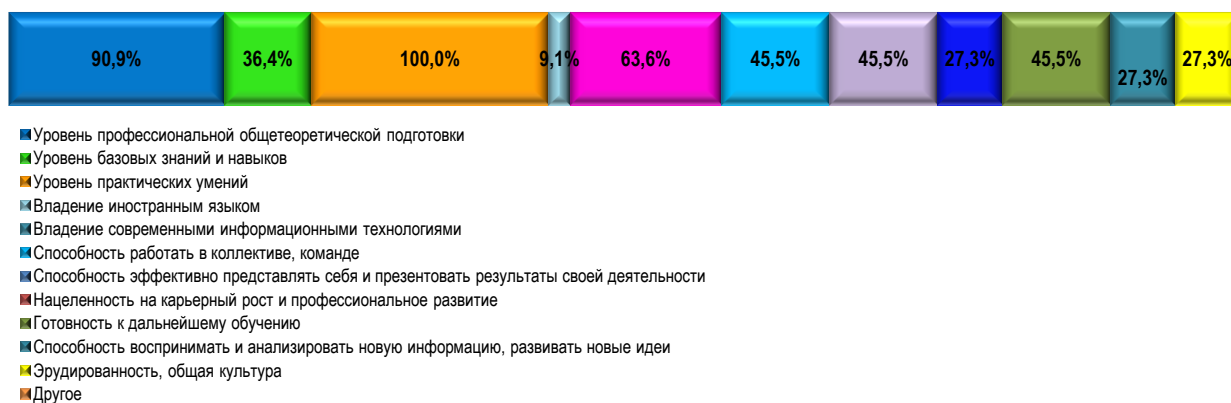 90,9% 36,4% 100,0% 9,1% 63,6% 45,5% 45,5% 27,3% 45,5% 27,3% 27,3%
Уровень профессиональной общетеоретической подготовки
Уровень базовых знаний и навыков
Уровень практических умений
Владение иностранным языком
Владение современными информационными технологиями
Способность работать в коллективе, команде
Способность эффективно представлять себя и презентовать результаты своей деятельности
Нацеленность на карьерный рост и профессиональное развитие
Готовность к дальнейшему обучению
Способность воспринимать и анализировать новую информацию, развивать новые идеи
Эрудированность, общая культура
Другое